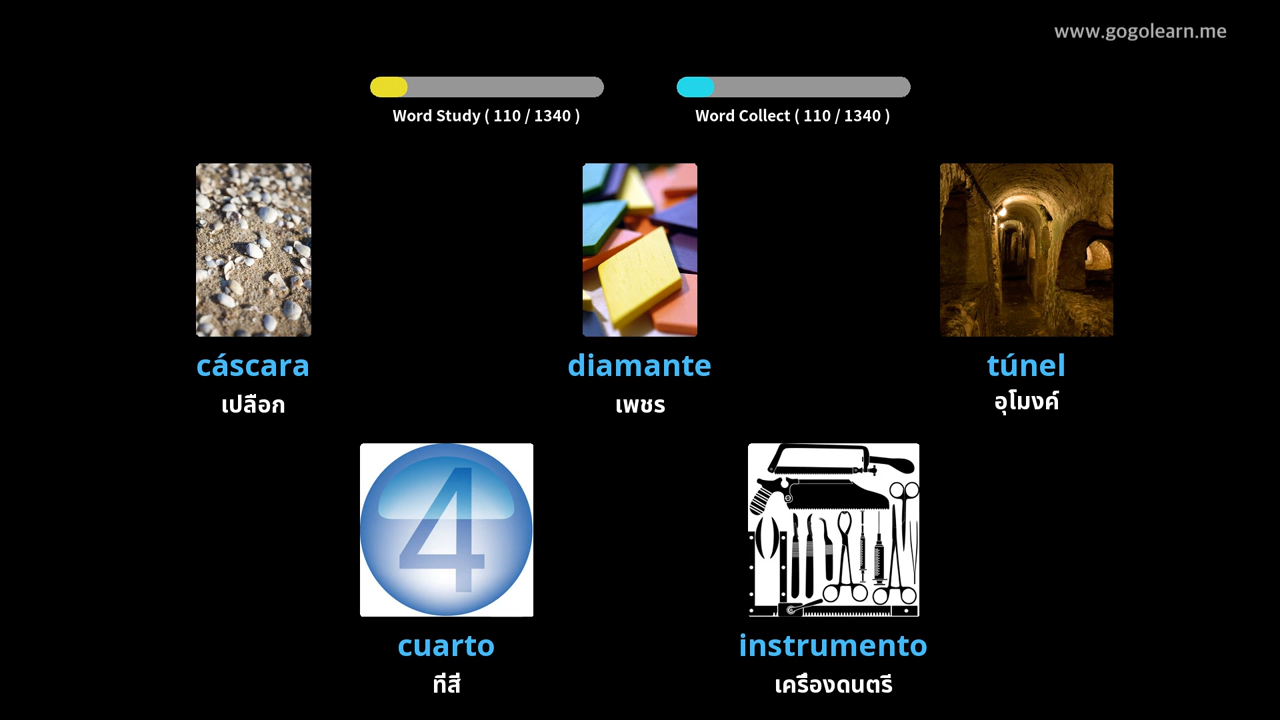 www.gogolearn.me
Word Study ( 110 / 1340 )
Word Collect ( 110 / 1340 )
cáscara
เปลือก
diamante
เพชร
túnel
อุโมงค์
4
cuarto
ที่สี่
instrumento
เครื่องดนตรี